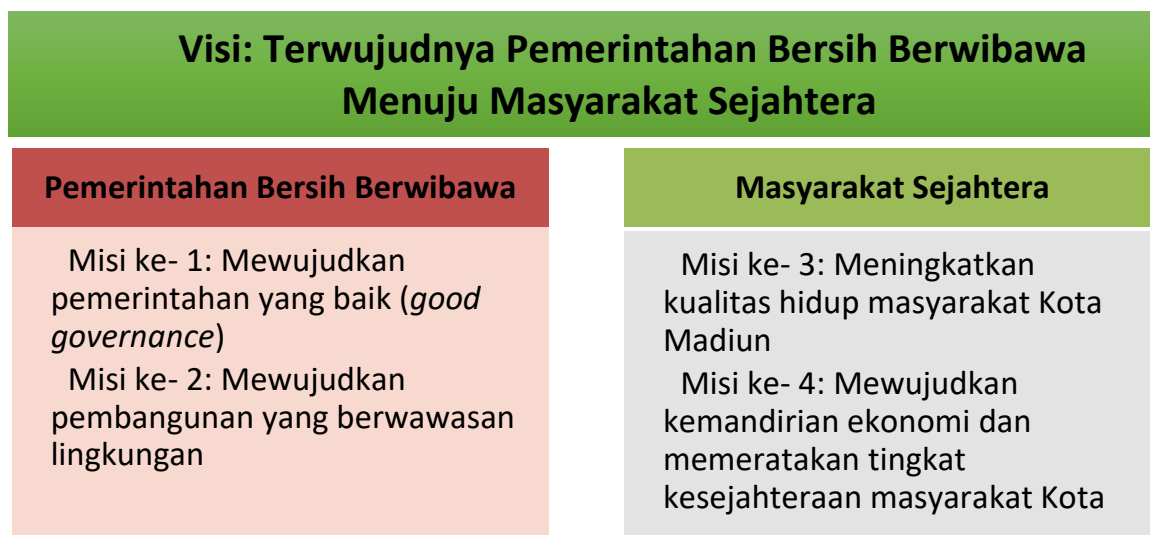 Visi: Terwujudnya Pemerintahan Bersih Berwibawa
Menuju Masyarakat Sejahtera
Pemerintahan Bersih Berwibawa
Misi ke- 1: Mewujudkan
pemerintahan yang baik (good
governance)
Misi ke- 2: Mewujudkan
pembangunan yang berwawasan
lingkungan
Masyarakat Sejahtera
Misi ke- 3: Meningkatkan
kualitas hidup masyarakat Kota
Madiun
Misi ke- 4: Mewujudkan
kemandirian ekonomi dan
memeratakan tingkat
kesejahteraan masyarakat Kota